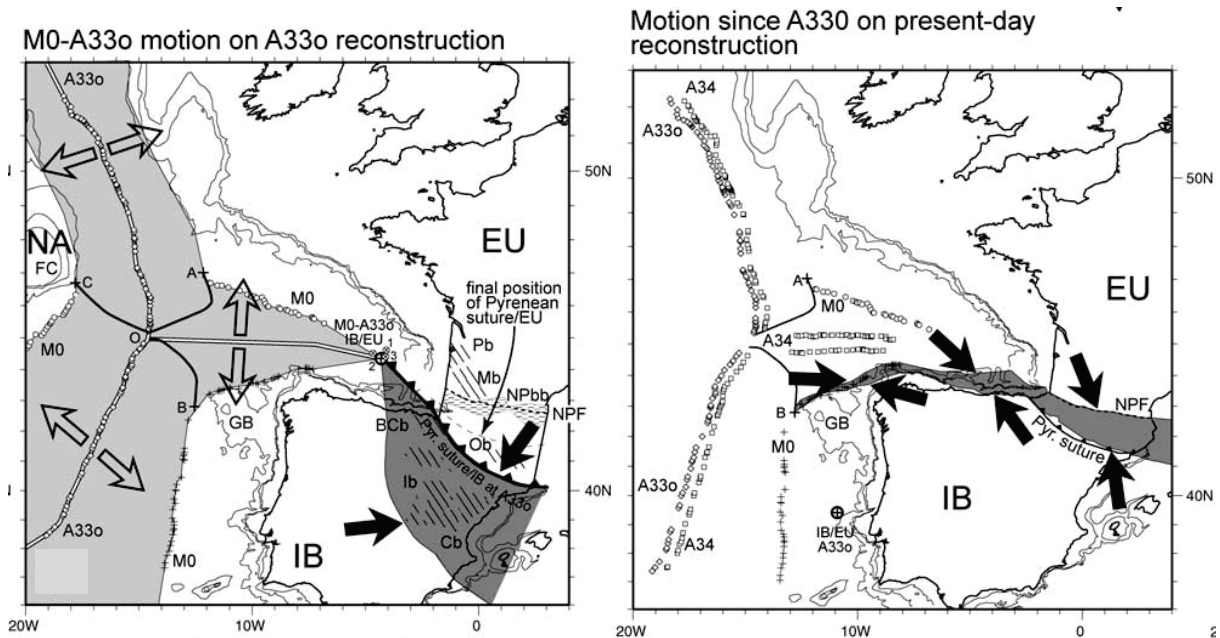 M0-A33o motion on A33o reconstruction
A33o
50N
NA
FC
C
A
EU
M0
M0-A33o
IB/EU
1
2
3
O
M0
final position
of Pyrenean
suture/EU
Pb
Mb
NPbb
NPF
B
GB
BCb
Ob
Pyr. suture/IB at A33o
Ib
40N
A33o
M0
IB
Cb
20W
10W
0
Motion since A330 on present-day
reconstruction
A34
A33o
50N
A
M0
EU
A34
B
GB
NPF
Pyr. suture
M0
40N
A33o
IB/EU
A33o
IB
A34
20W
10W
0
2